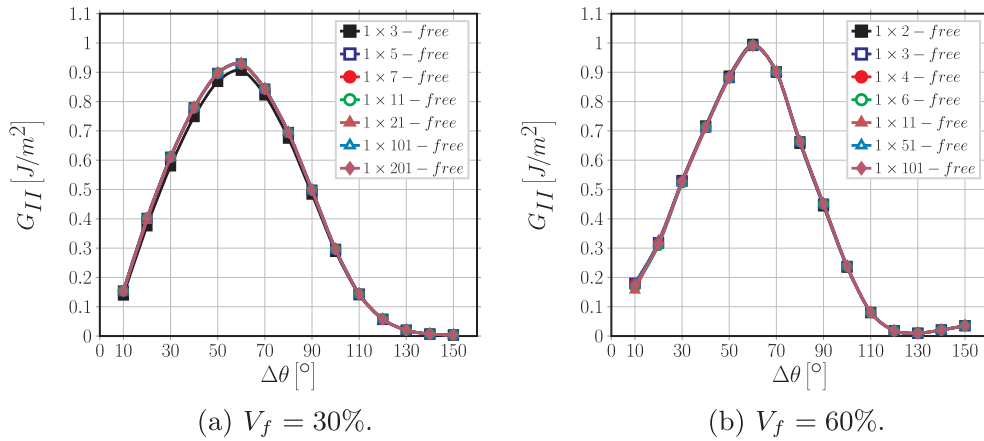 1.1
1
0.9
0.8
0.7
0.6
0.5
0.4
0.3
0.2
0.1
0
G_{II} [J/m^2]
0 10 30 50 70 90 110 130 150
Δθ [°]
1 × 3 − free
1 × 5 − free
1 × 7 − free
1 × 11 − free
1 × 21 − free
1 × 101 − free
1 × 201 − free
(a) V_f = 30%.
1.1
1
0.9
0.8
0.7
0.6
0.5
0.4
0.3
0.2
0.1
0
G_{II} [J/m^2]
0 10 30 50 70 90 110 130 150
Δθ [°]
1 × 2 − free
1 × 3 − free
1 × 4 − free
1 × 6 − free
1 × 11 − free
1 × 51 − free
1 × 101 − free
(b) V_f = 60%.